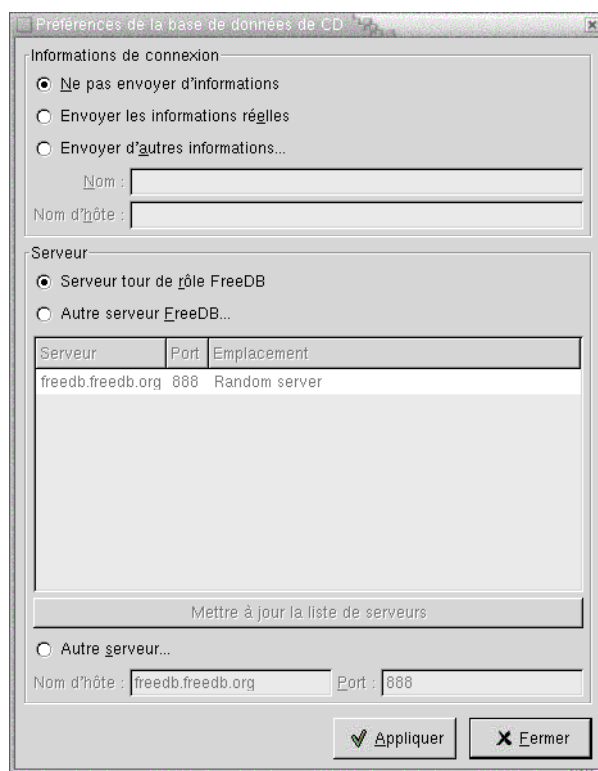 Préférences de la base de données de CD
Informations de connexion
Ne pas envoyer d'informations
Envoyer les informations réelles
Envoyer d'autres informations...
Nom :
Nom d'hôte :
Serveur
Serveur tour de rôle FreeDB
Autre serveur FreeDB...
Serveur Port Emplacement
freedb.freedb.org 888 Random server
Mettre à jour la liste de serveurs
Autre serveur...
Nom d'hôte : freedb.freedb.org Port : 888
Appliquer Fermer